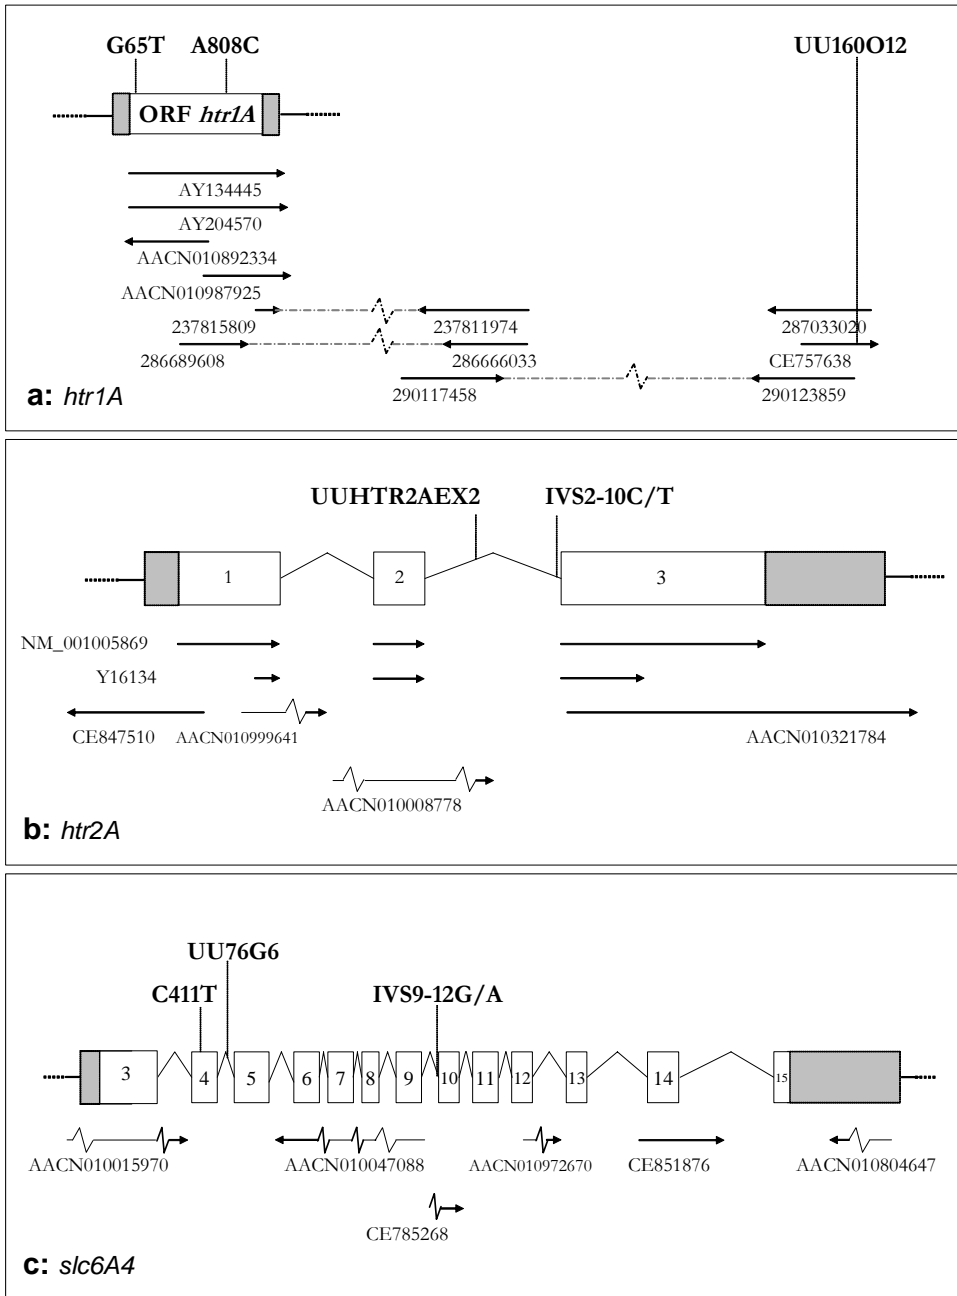 G65T A808C UU160O12
ORF htr1A
AY134445
AY204570
AACN010892334
AACN010987925
237815809 237811974 287033020
286689608 286666033 CE757638
290117458 290123859
a: htr1A
UUHTR2AEX2 IVS2-10C/T
1 2 3
NM_001005869
Y16134
CE847510 AACN010999641 AACN010321784
AACN010008778
b: htr2A
UU76G6
C411T IVS9-12G/A
3 4 5 6 7 8 9 10 11 12 13 14 15
AACN010015970 AACN010047088 AACN010972670 CE851876 AACN010804647
CE785268
c: slc6A4